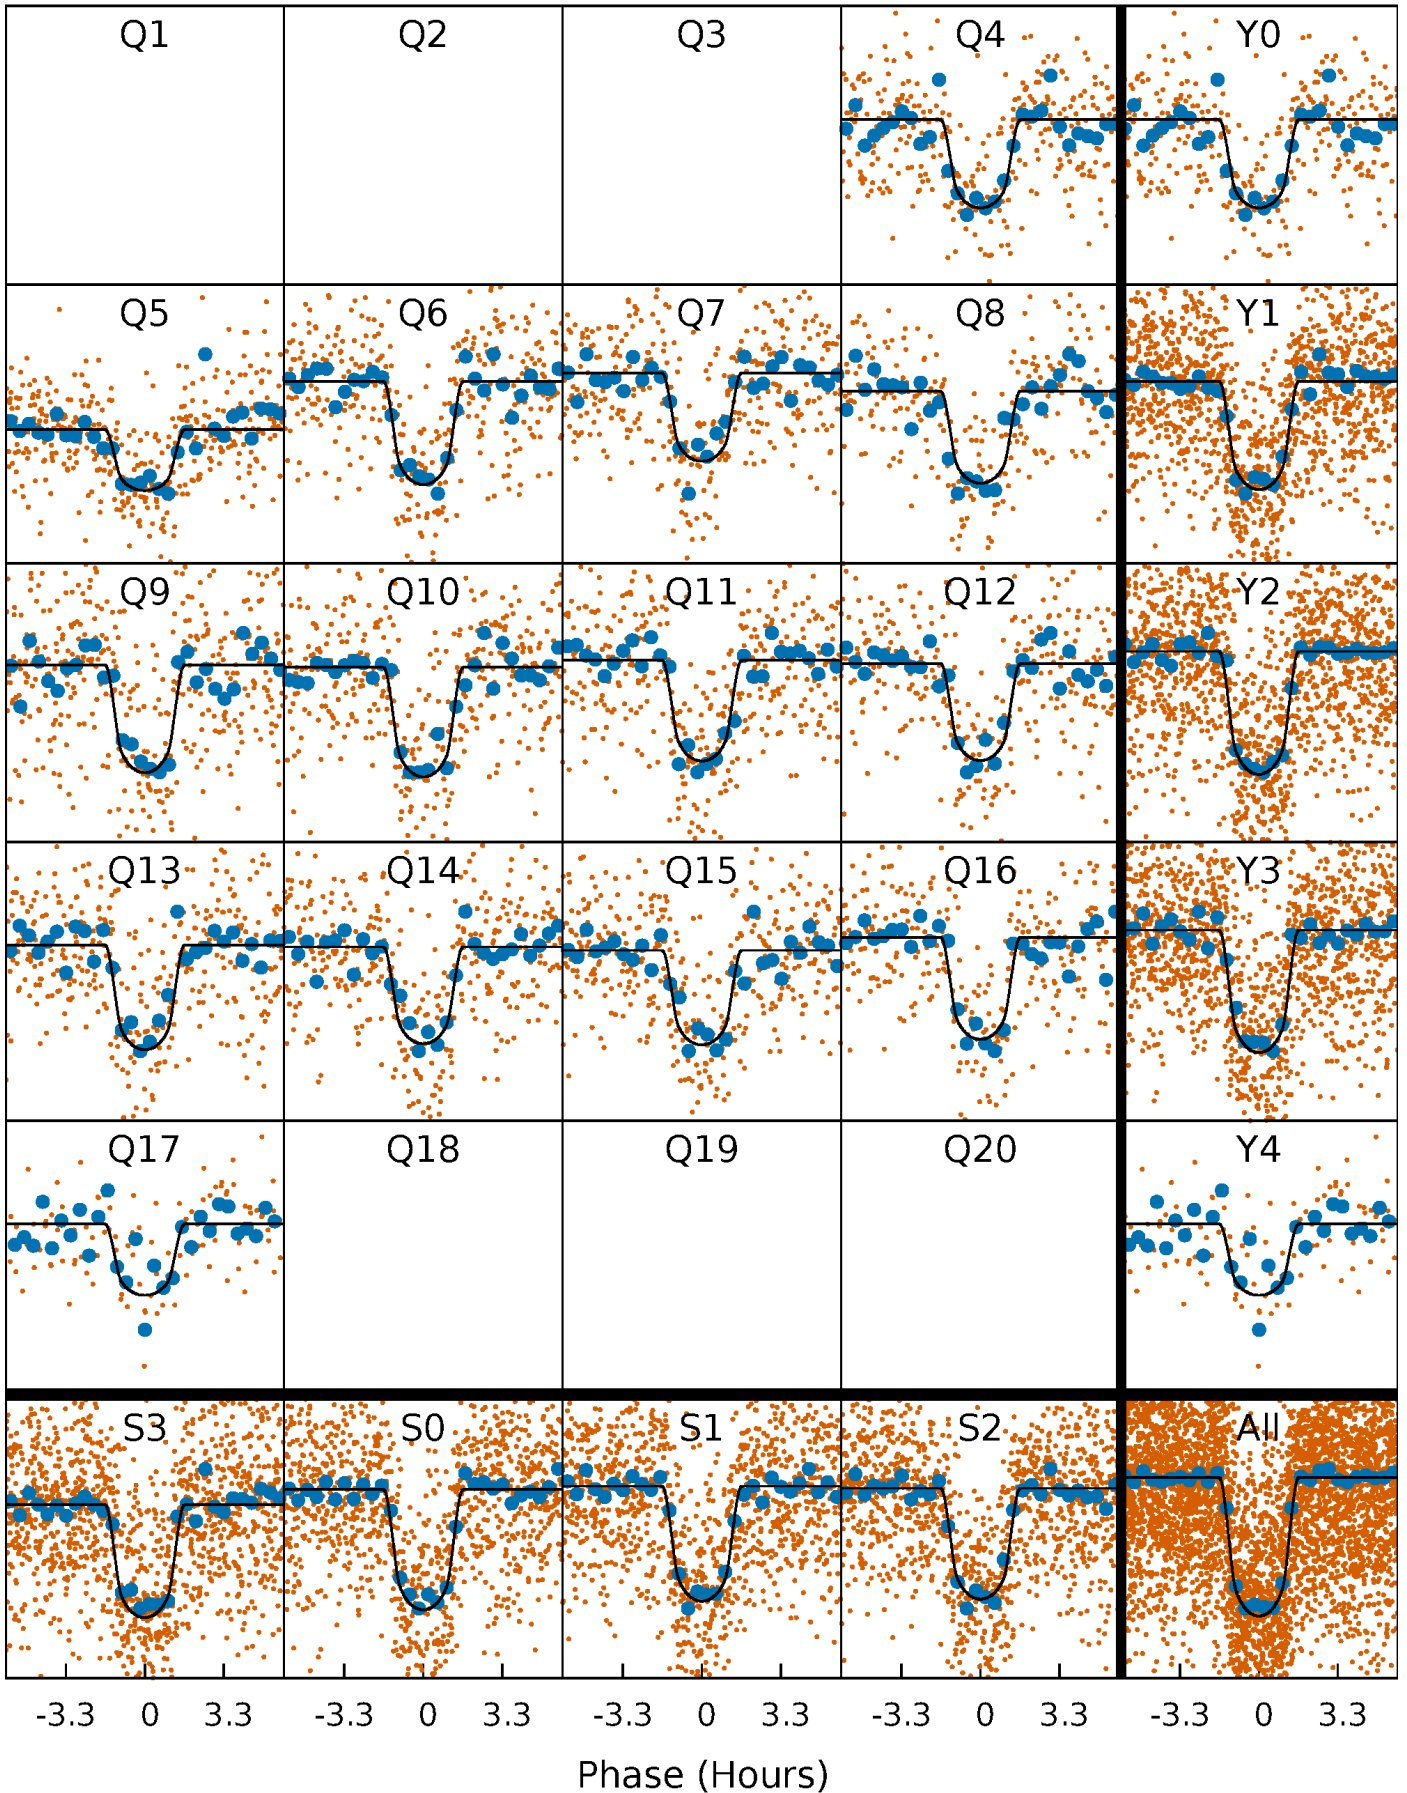 Q1 Q2 Q3 Q4 Y0
Q5 Q6 Q7 Q8 Y1
Q9 Q10 Q11 Q12 Y2
Q13 Q14 Q15 Q16 Y3
Q17 Q18 Q19 Q20 Y4
S3 S0 S1 S2 All
-3.3 0 3.3 -3.3 0 3.3 -3.3 0 3.3 -3.3 0 3.3 -3.3 0 3.3
Phase (Hours)